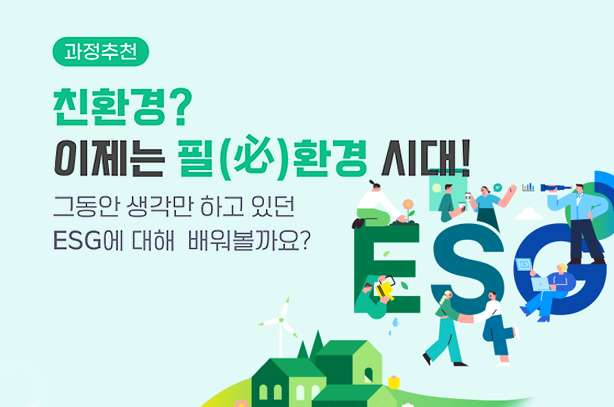 과정추천
친환경?
이제는 필(必)환경 시대!
그동안 생각만 하고 있던
ESG에 대해 배워볼까요?
ESG